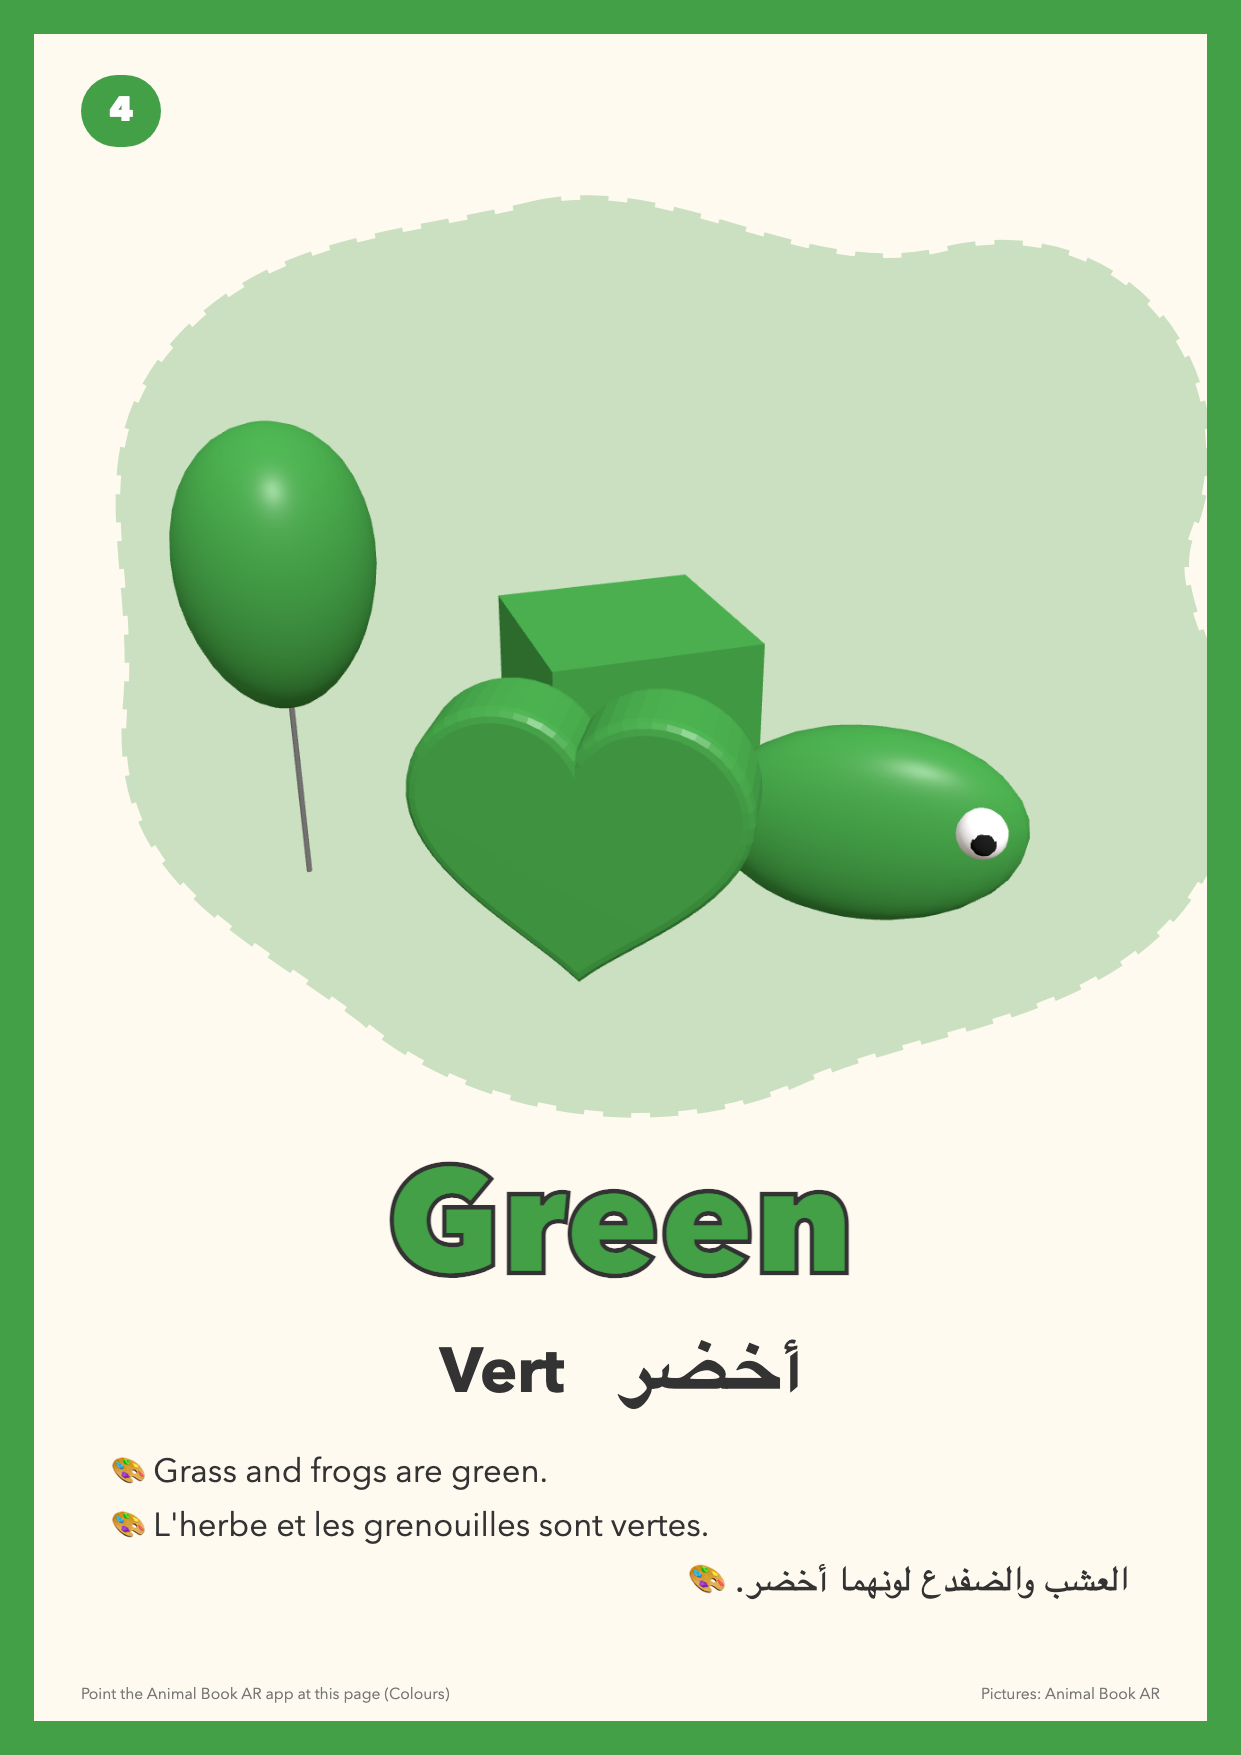 4
Green
Vert أخضر
🎨 Grass and frogs are green.
🎨 L'herbe et les grenouilles sont vertes.
العشب والضفدع لونهما أخضر. 🎨
Point the Animal Book AR app at this page (Colours)
Pictures: Animal Book AR